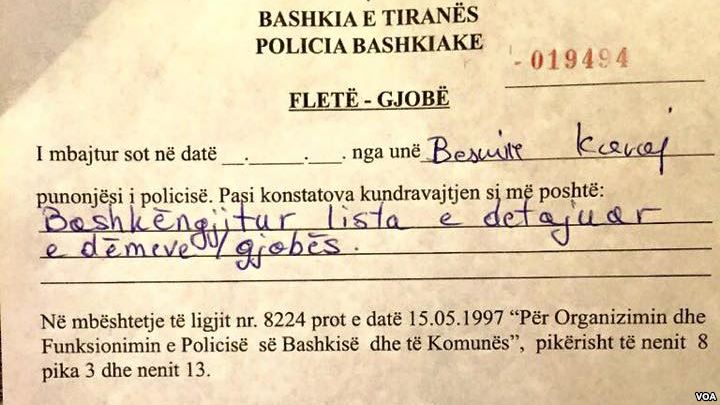 BASHKIA E TIRANËS
POLICIA BASHKIAKE
- 019494
FLETË - GJOBË
I mbajtur sot në datë __.____.__. nga unë Besmire
punonjësi i policisë. Pasi konstatova kundravajtjen si më poshtë:
Bashkëngjitur lista e detajuar
e dëmeve/gjobës.
Në mbështetje të ligjit nr. 8224 prot e datë 15.05.1997 “Për Organizimin dhe
Funksionimin e Policisë së Bashkisë dhe të Komunës”, pikërisht të nenit 8
pika 3 dhe nenit 13.
VOA